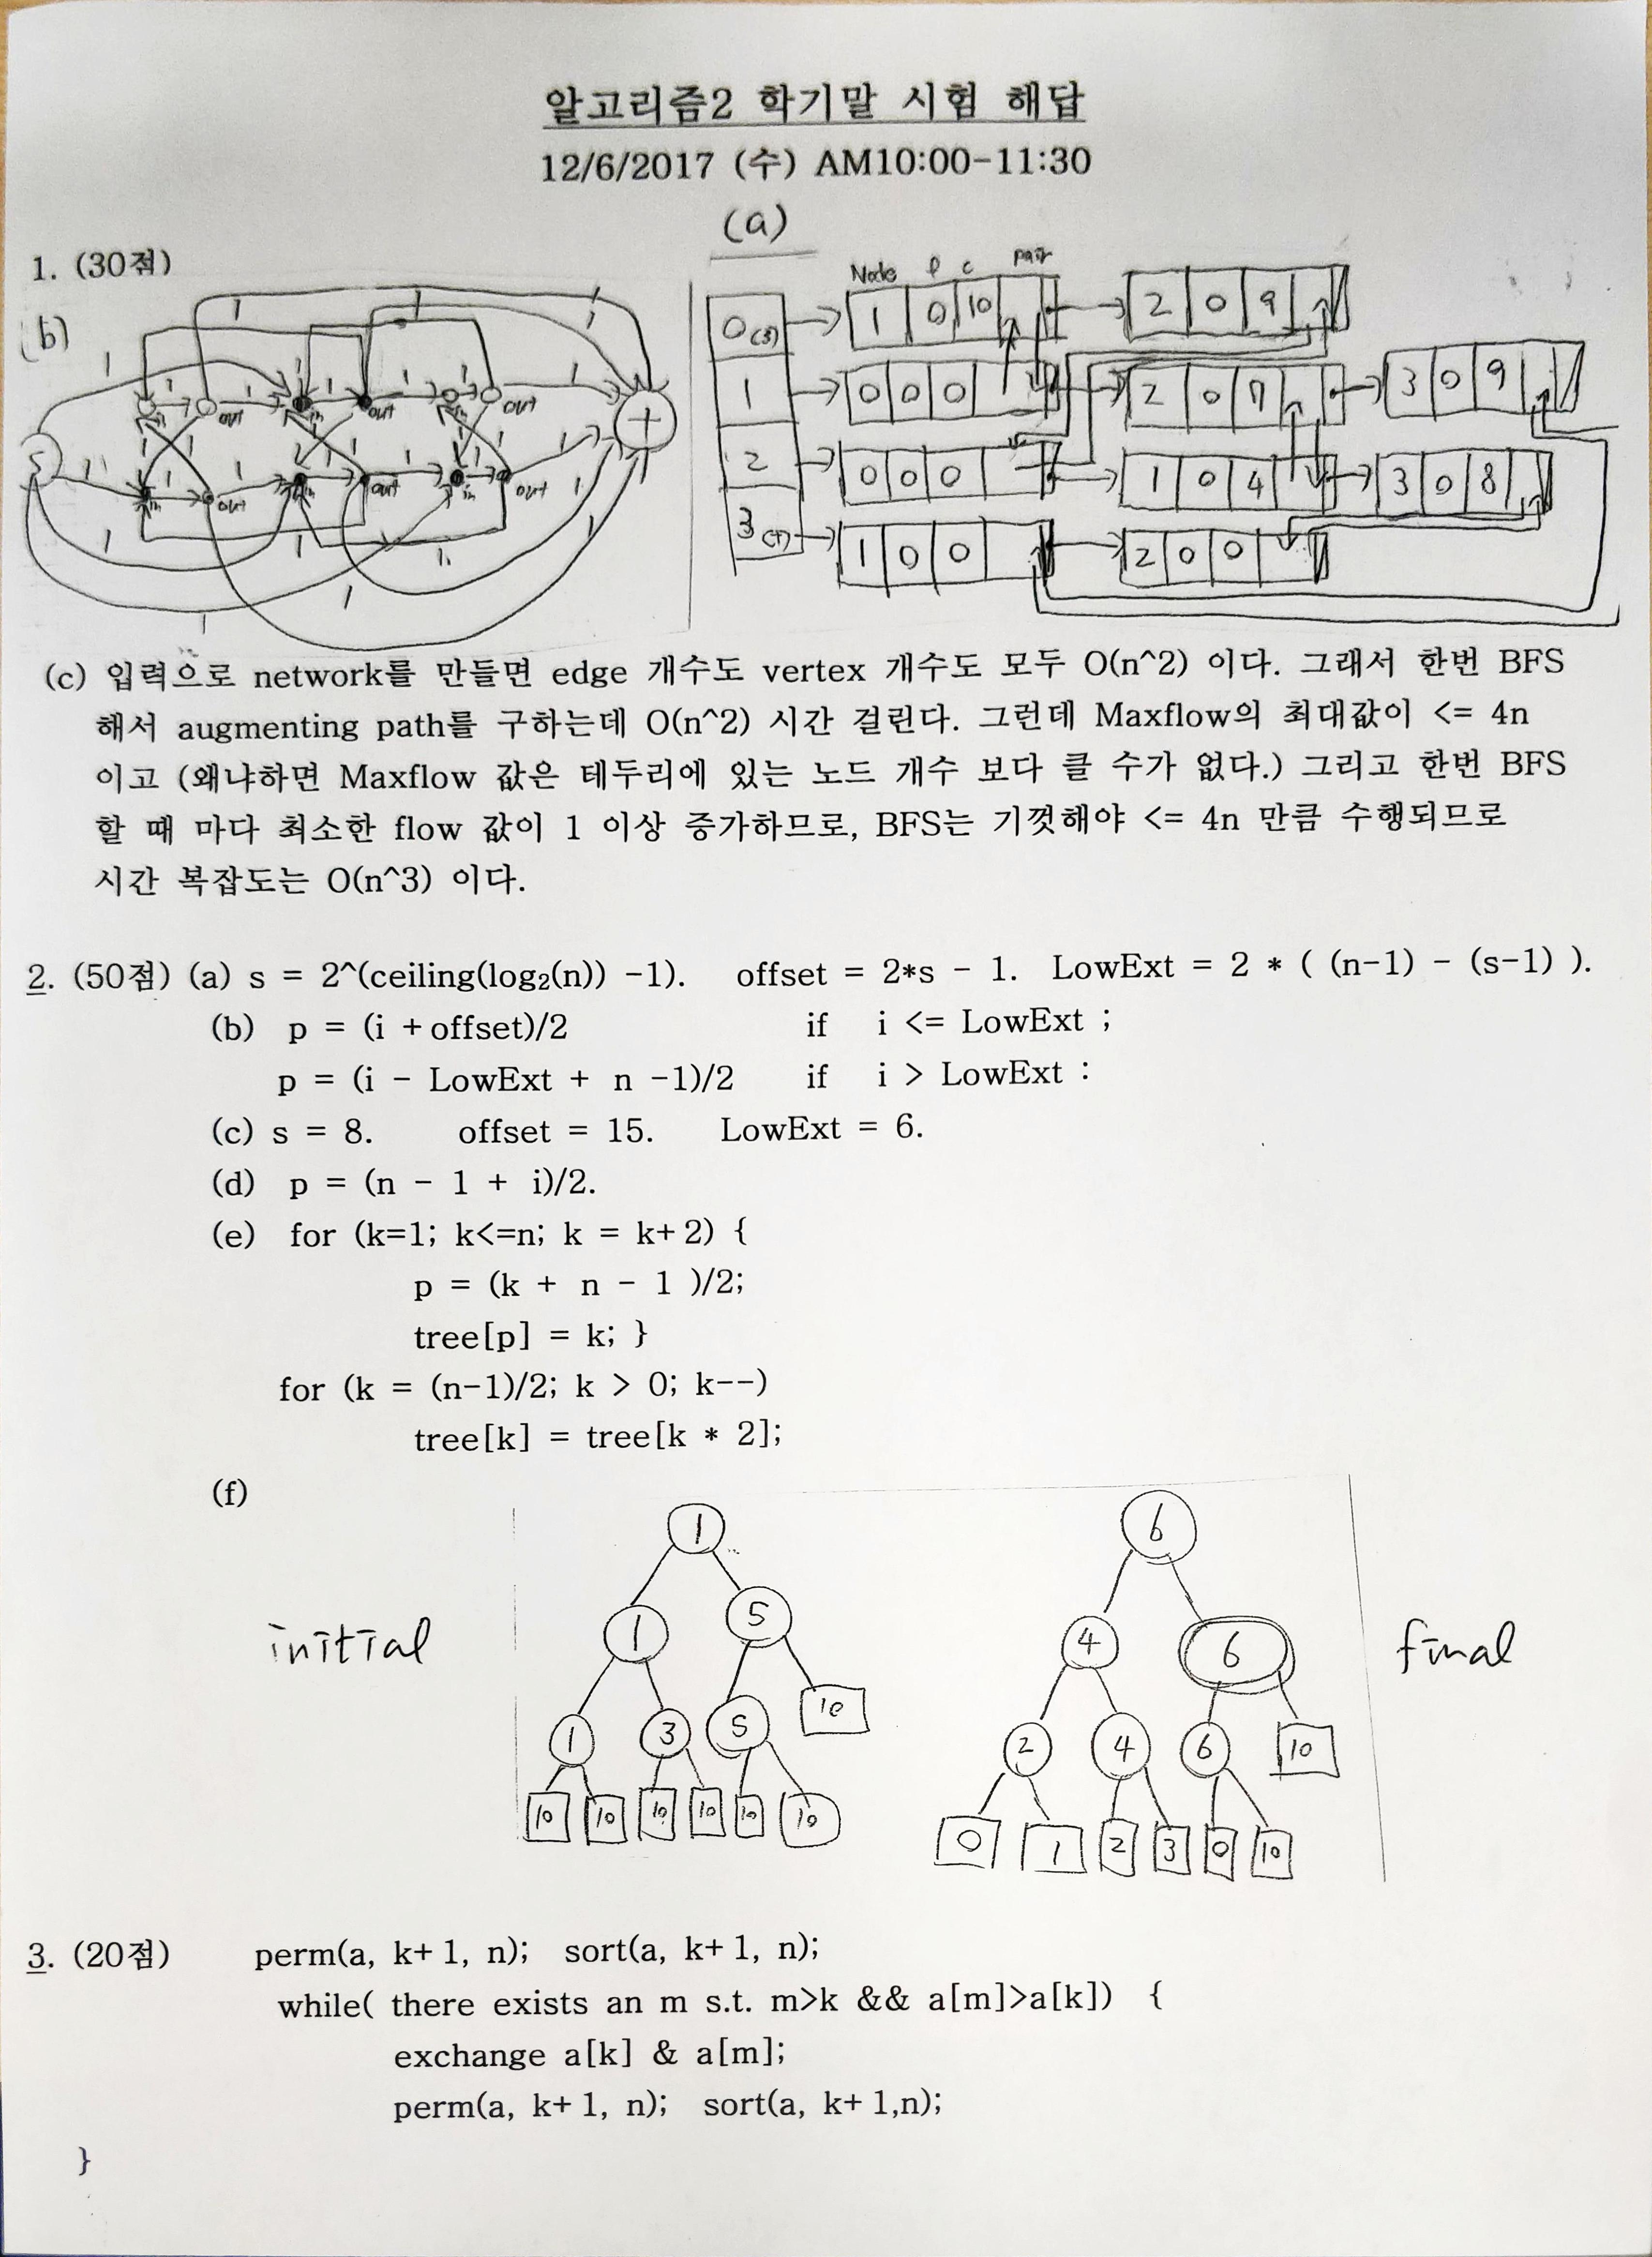 알고리즘2 학기말 시험 해답
12/6/2017 (수) AM10:00-11:30
(a)
1. (30점)
(b)
Node f c pair
0(s) 1 0 10 2 0 9
1 0 0 0 2 0 7 3 0 9
2 0 0 0 1 0 4 3 0 8
3(t) 1 0 0 2 0 0
1 1 1
1
1 1 1 1 1
in out in out in out
S
t
1 1 1 1 1
in out in out in out
1 1 1
1
1
(c) 입력으로 network를 만들면 edge 개수도 vertex 개수도 모두 O(n^2) 이다. 그래서 한번 BFS
해서 augmenting path를 구하는데 O(n^2) 시간 걸린다. 그런데 Maxflow의 최대값이 <= 4n
이고 (왜냐하면 Maxflow 값은 테두리에 있는 노드 개수 보다 클 수가 없다.) 그리고 한번 BFS
할 때 마다 최소한 flow 값이 1 이상 증가하므로, BFS는 기껏해야 <= 4n 만큼 수행되므로
시간 복잡도는 O(n^3) 이다.
2. (50점) (a) s = 2^(ceiling(log₂(n)) -1). offset = 2*s - 1. LowExt = 2 * ( (n-1) - (s-1) ).
(b) p = (i + offset)/2 if i <= LowExt ;
p = (i - LowExt + n -1)/2 if i > LowExt :
(c) s = 8. offset = 15. LowExt = 6.
(d) p = (n - 1 + i)/2.
(e) for (k=1; k<=n; k = k+2) {
p = (k + n - 1 )/2;
tree[p] = k; }
for (k = (n-1)/2; k > 0; k--)
tree[k] = tree[k * 2];
(f)
initial
1
1 5
1 3 5 10
10 10 10 10 10 10
6
4 6
2 4 6 10
0 1 2 3 0 10
final
3. (20점) perm(a, k+1, n); sort(a, k+1, n);
while( there exists an m s.t. m>k && a[m]>a[k]) {
exchange a[k] & a[m];
perm(a, k+1, n); sort(a, k+1,n);
}